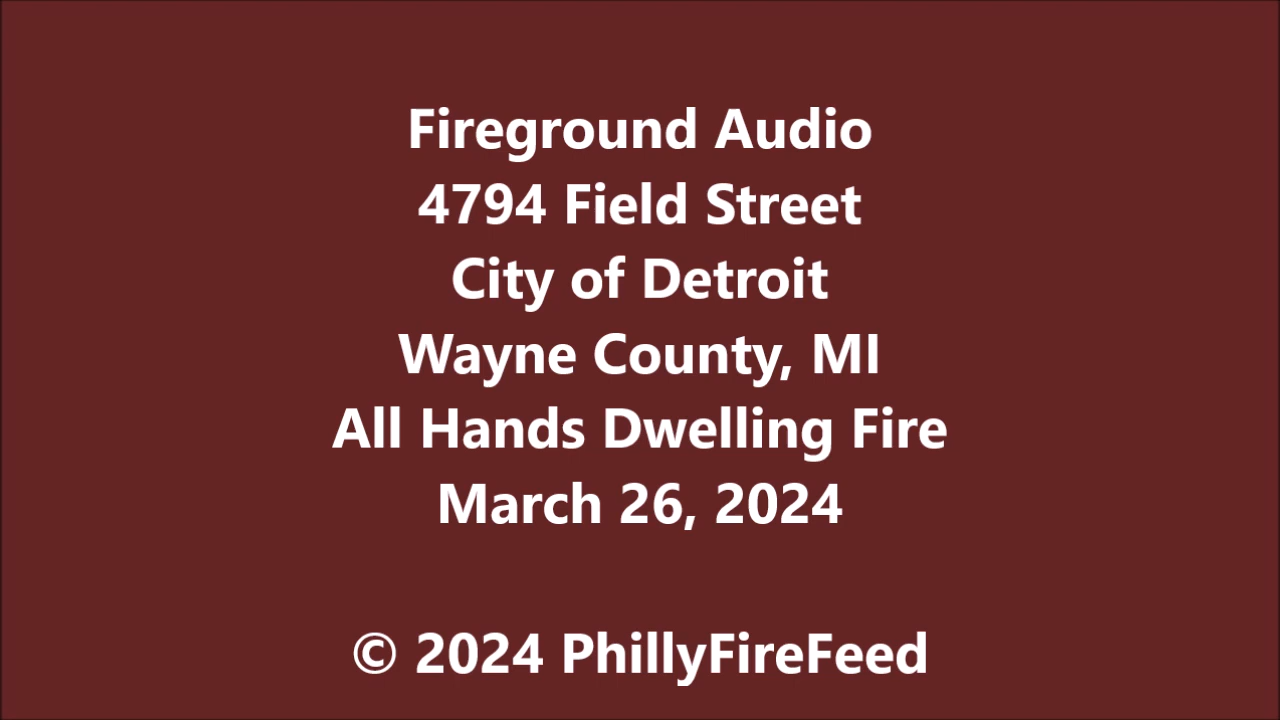 Fireground Audio
4794 Field Street
City of Detroit
Wayne County, MI
All Hands Dwelling Fire
March 26, 2024
© 2024 PhillyFireFeed